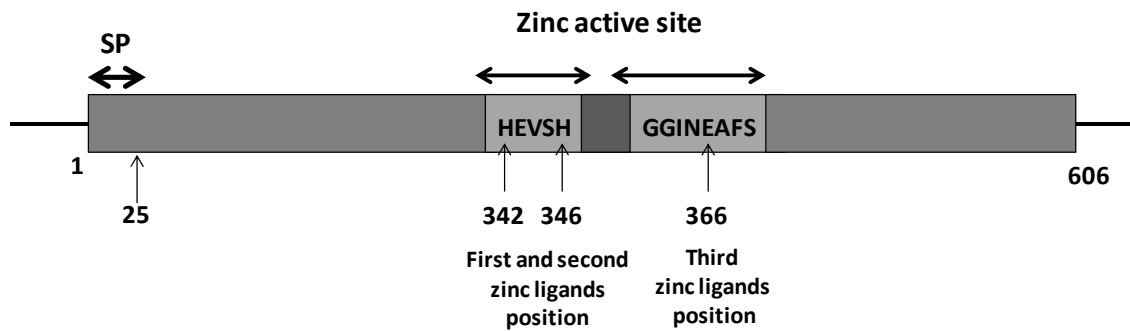 Zinc active site
SP
HEVSH
GGINEAFS
1
606
25
342
346
366
First and second
zinc ligands
position
Third
zinc ligands
position